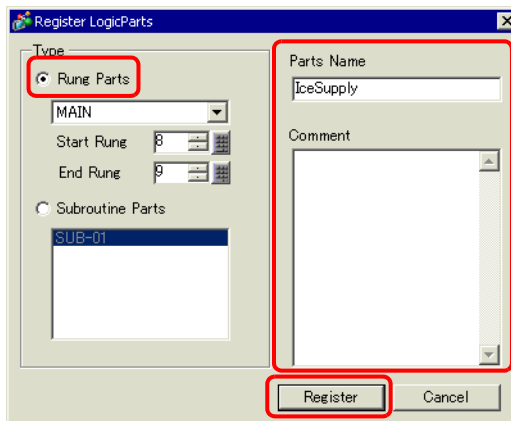 Register LogicParts
Type
Rung Parts
MAIN
Start Rung 8
End Rung 9
Subroutine Parts
SUB-01
Parts Name
IceSupply
Comment
Register
Cancel